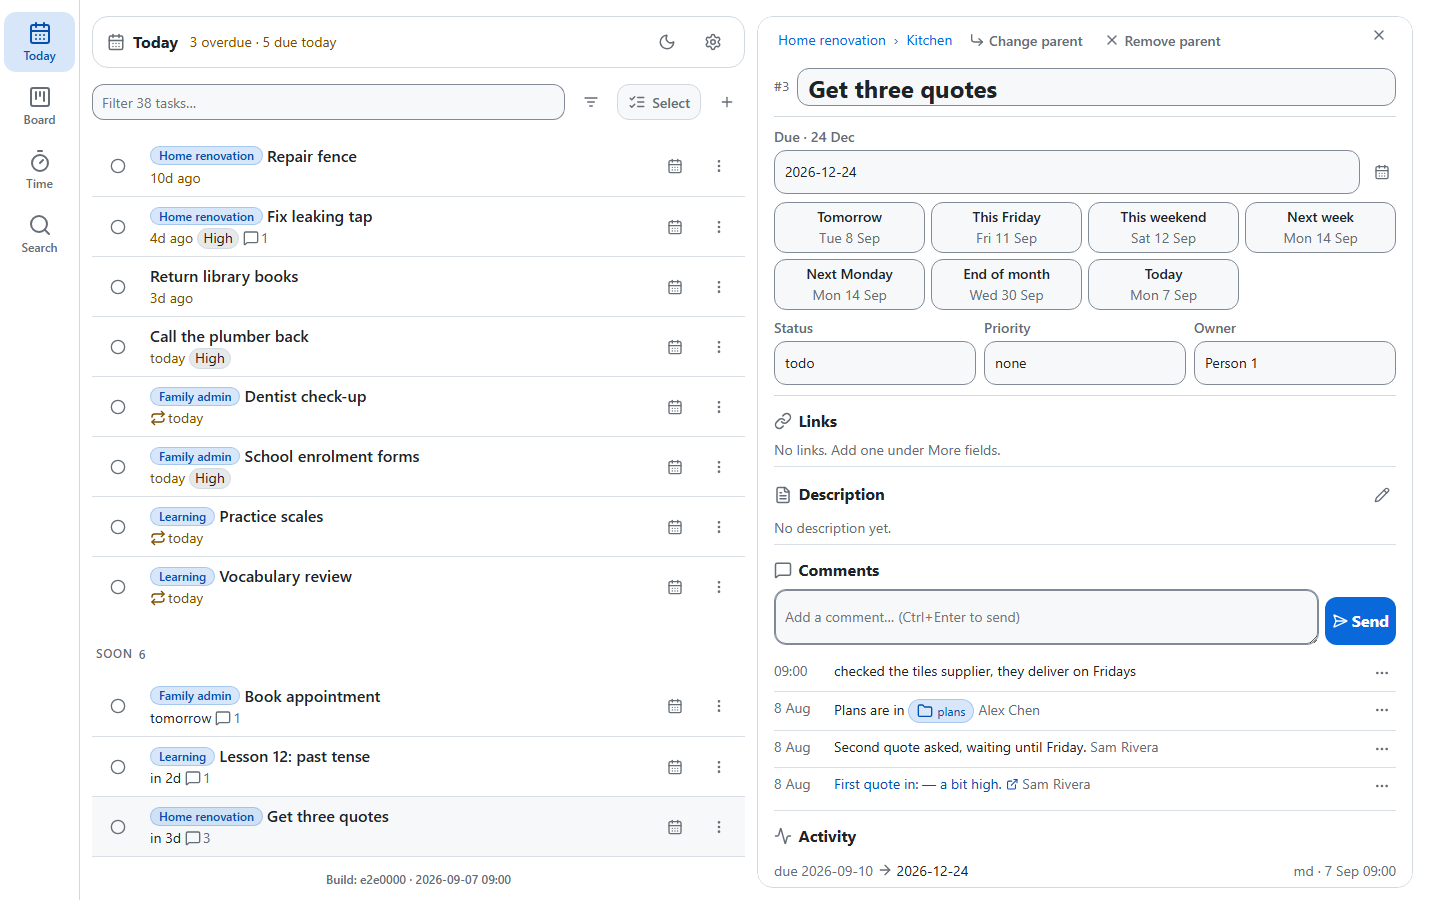 Today
Board
Time
Search
Today 3 overdue · 5 due today
Filter 38 tasks...
Select
Home renovation Repair fence
10d ago
Home renovation Fix leaking tap
4d ago High 1
Return library books
3d ago
Call the plumber back
today High
Family admin Dentist check-up
today
Family admin School enrolment forms
today High
Learning Practice scales
today
Learning Vocabulary review
today
SOON 6
Family admin Book appointment
tomorrow 1
Learning Lesson 12: past tense
in 2d 1
Home renovation Get three quotes
in 3d 3
Build: e2e0000 · 2026-09-07 09:00
Home renovation › Kitchen Change parent Remove parent
#3 Get three quotes
Due · 24 Dec
2026-12-24
Tomorrow This Friday This weekend Next week
Tue 8 Sep Fri 11 Sep Sat 12 Sep Mon 14 Sep
Next Monday End of month Today
Mon 14 Sep Wed 30 Sep Mon 7 Sep
Status Priority Owner
todo none Person 1
Links
No links. Add one under More fields.
Description
No description yet.
Comments
Add a comment... (Ctrl+Enter to send)
Send
09:00 checked the tiles supplier, they deliver on Fridays
8 Aug Plans are in plans Alex Chen
8 Aug Second quote asked, waiting until Friday. Sam Rivera
8 Aug First quote in: — a bit high. Sam Rivera
Activity
due 2026-09-10 → 2026-12-24 md · 7 Sep 09:00